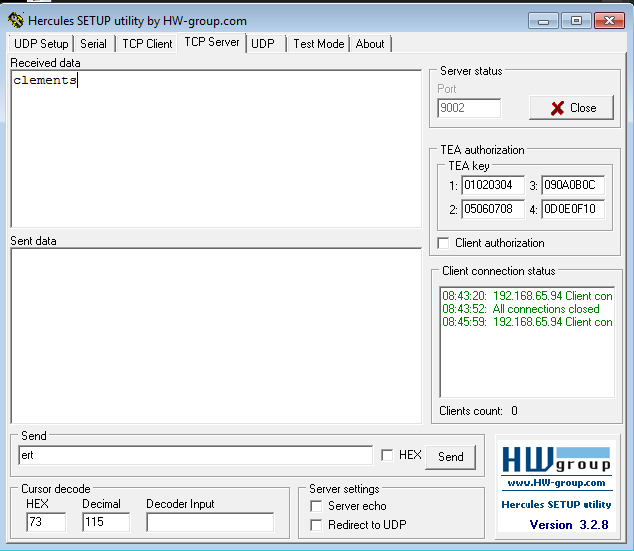 Hercules SETUP utility by HW-group.com
UDP Setup Serial TCP Client TCP Server UDP Test Mode About
Received data
clements
Server status
Port
9002
Close
TEA authorization
TEA key
1: 01020304 3: 090A0B0C
2: 05060708 4: 0D0E0F10
Client authorization
Sent data
Client connection status
08:43:20: 192.168.65.94 Client con
08:43:52: All connections closed
08:45:59: 192.168.65.94 Client con
Clients count: 0
Send
ert
HEX
Send
Cursor decode
HEX Decimal Decoder Input
73 115
Server settings
Server echo
Redirect to UDP
HWgroup
www.HW-group.com
Hercules SETUP utility
Version 3.2.8